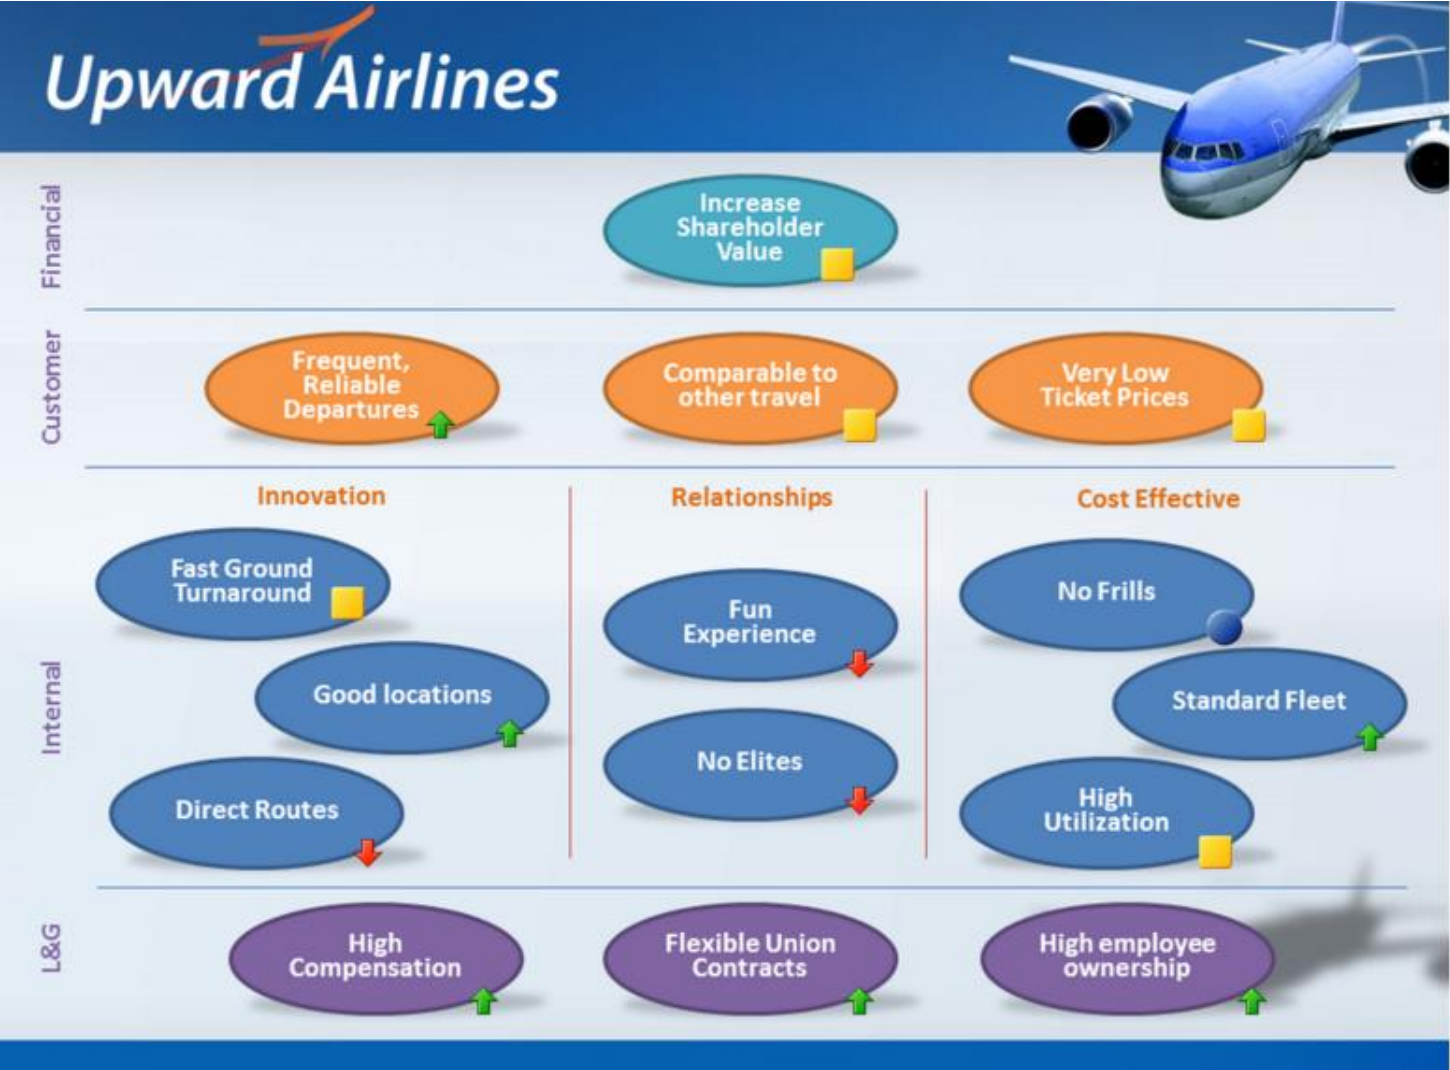 Upward Airlines
Financial
Increase
Shareholder
Value
Customer
Frequent,
Reliable
Departures
Comparable to
other travel
Very Low
Ticket Prices
Internal
Innovation
Fast Ground
Turnaround
Good locations
Direct Routes
Relationships
Fun
Experience
No Elites
Cost Effective
No Frills
Standard Fleet
High
Utilization
L&G
High
Compensation
Flexible Union
Contracts
High employee
ownership